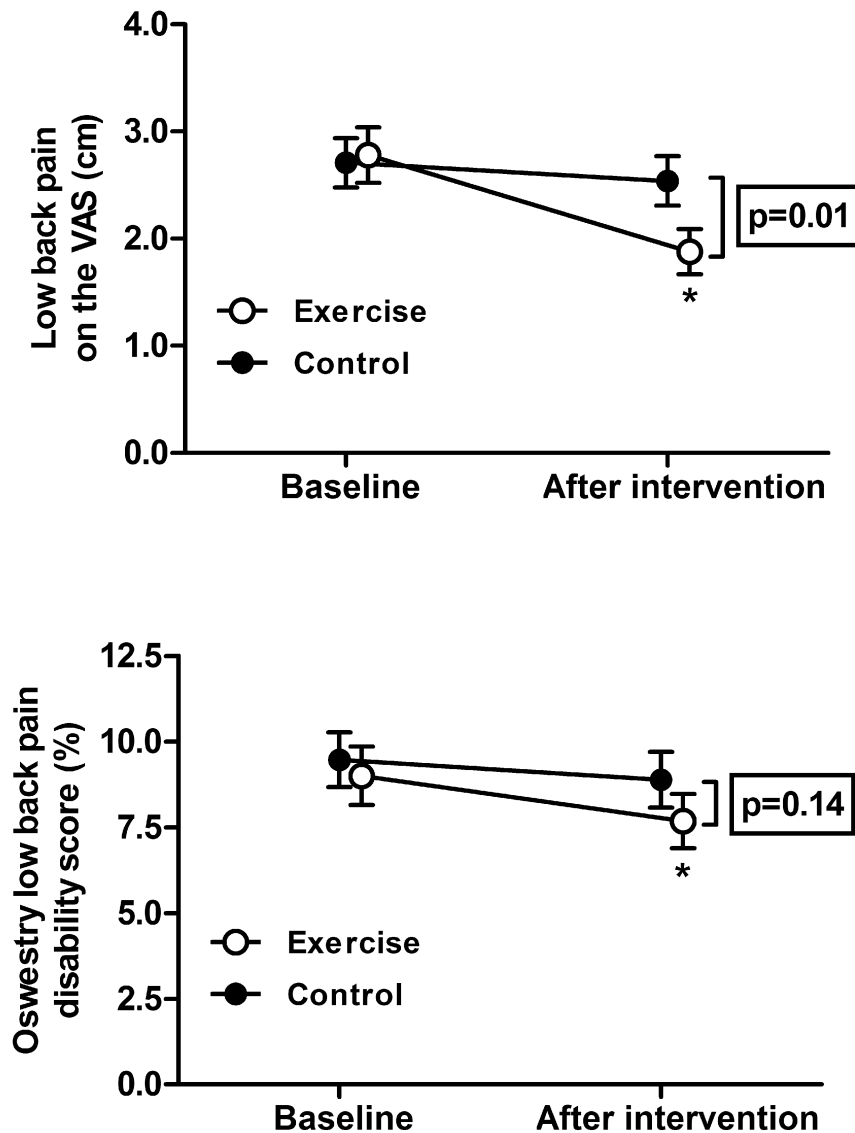 4.0
3.0
2.0
1.0
0.0
Low back pain
on the VAS (cm)
Exercise
Control
p=0.01
*
Baseline
After intervention
12.5
10.0
7.5
5.0
2.5
0.0
Oswestry low back pain
disability score (%)
Exercise
Control
p=0.14
*
Baseline
After intervention